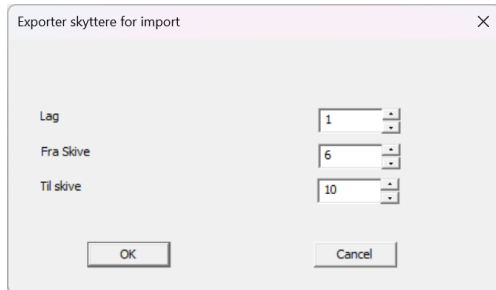 Exporter skyttere for import
Lag
1
Fra Skive
6
Til skive
10
OK
Cancel